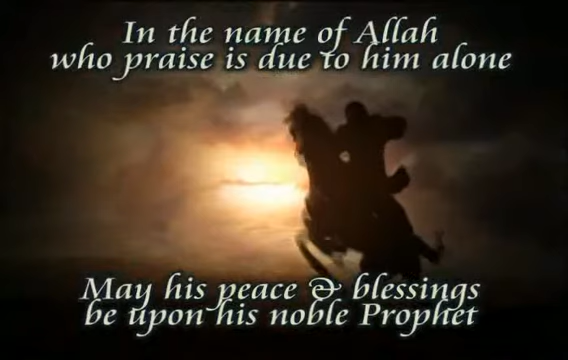 In the name of Allah
who praise is due to him alone
May his peace & blessings
be upon his noble Prophet